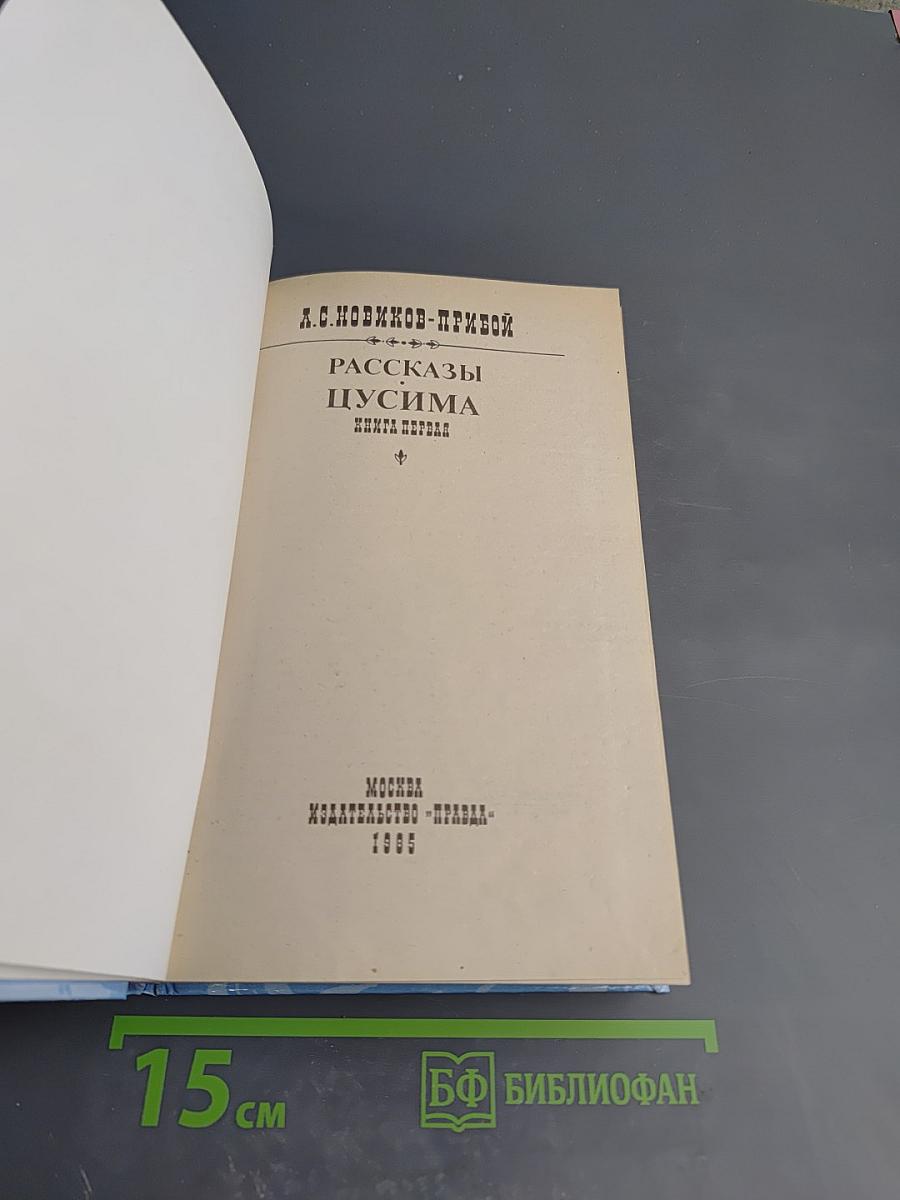 А.С.НОВИКОВ-ПРИБОЙ
РАССКАЗЫ
ЦУСИМА
КНИГА ПЕРВАЯ
МОСКВА
ИЗДАТЕЛЬСТВО „ПРАВДА“
1985
15 см
БФ БИБЛИОФАН